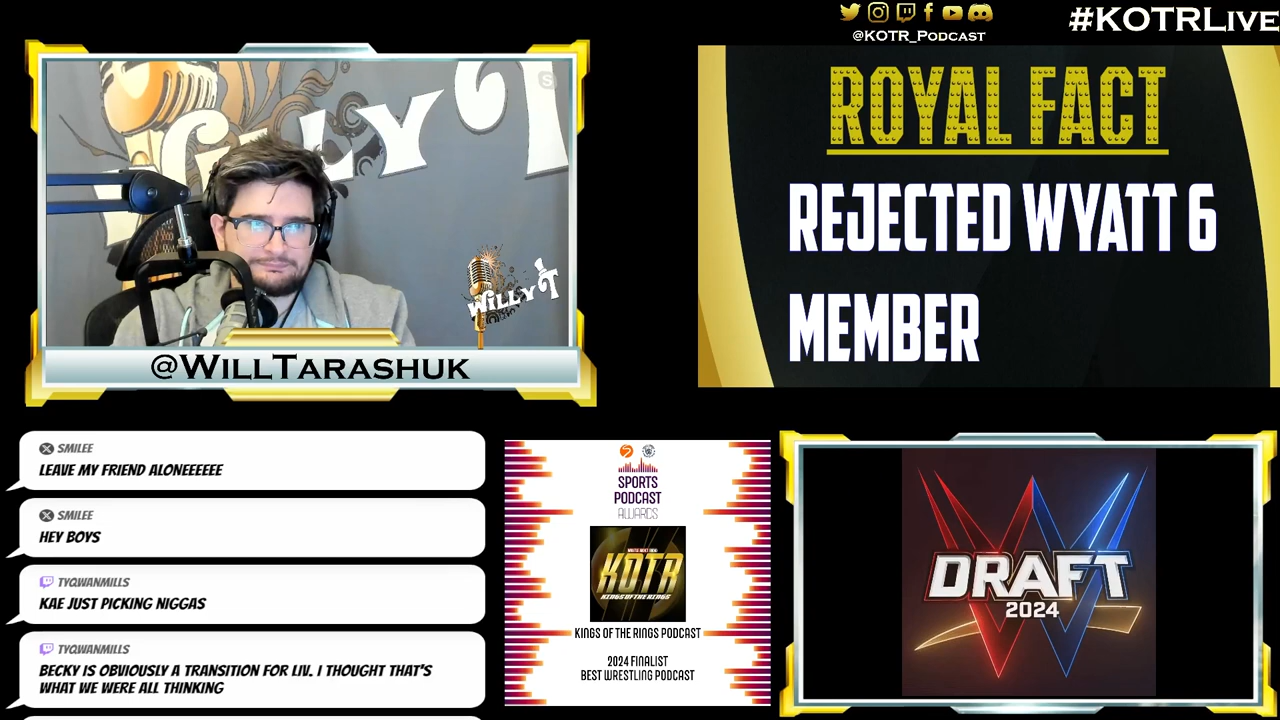 @KOTR_Podcast
#KOTRLive
WILLY T
WiLLYT
@WillTarashuk
ROYAL FACT
REJECTED WYATT 6
MEMBER
SMILEE
LEAVE MY FRIEND ALONEEEEEE
SMILEE
HEY BOYS
TYQWANMILLS
KAE JUST PICKING NIGGAS
TYQWANMILLS
BECKY IS OBVIOUSLY A TRANSITION FOR LIV. I THOUGHT THAT'S
WHAT WE WERE ALL THINKING
SPORTS
PODCAST
AWARDS
KOTR
KINGS OF THE RINGS
KINGS OF THE RINGS PODCAST
2024 FINALIST
BEST WRESTLING PODCAST
DRAFT
2024